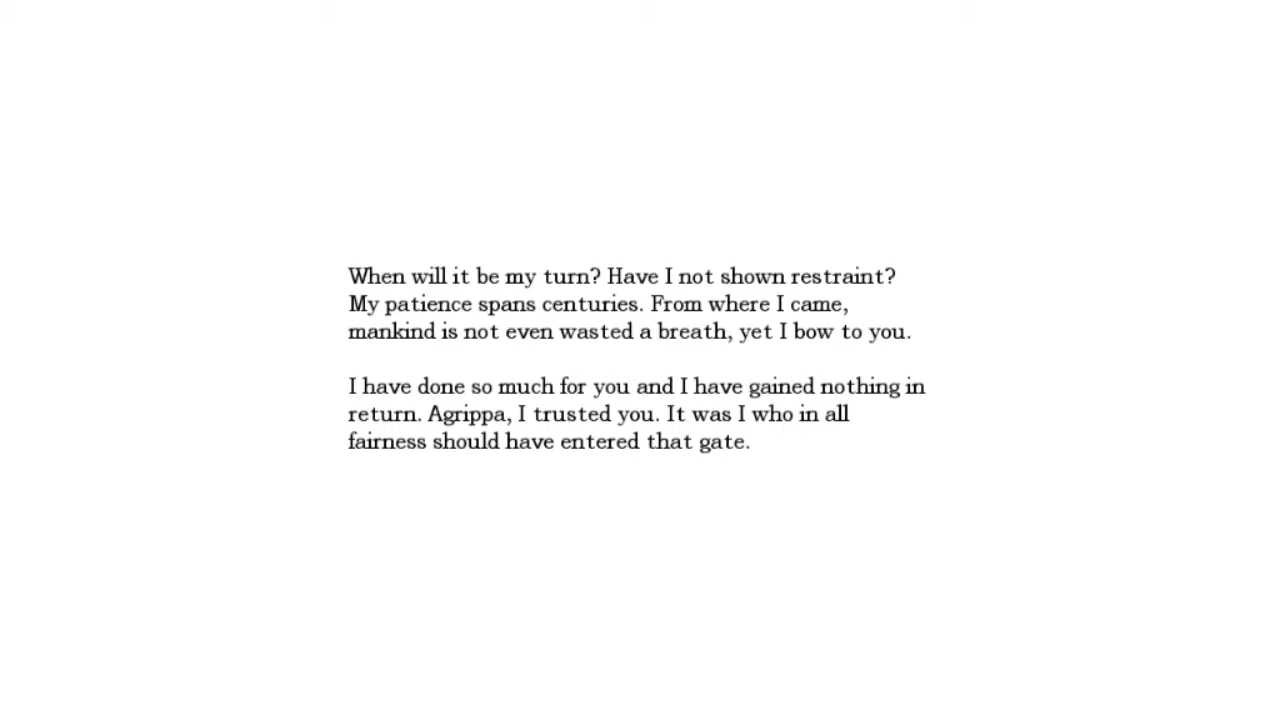 When will it be my turn? Have I not shown restraint?
My patience spans centuries. From where I came,
mankind is not even wasted a breath, yet I bow to you.
I have done so much for you and I have gained nothing in
return. Agrippa, I trusted you. It was I who in all
fairness should have entered that gate.